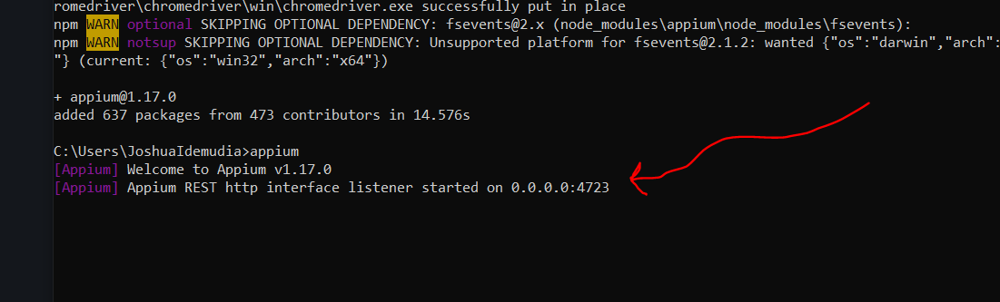 romedriver\chromedriver\win\chromedriver.exe successfully put in place
npm WARN optional SKIPPING OPTIONAL DEPENDENCY: fsevents@2.x (node_modules\appium\node_modules\fsevents):
npm WARN notsup SKIPPING OPTIONAL DEPENDENCY: Unsupported platform for fsevents@2.1.2: wanted {"os":"darwin","arch":
"} (current: {"os":"win32","arch":"x64"})
+ appium@1.17.0
added 637 packages from 473 contributors in 14.576s
C:\Users\JoshuaIdemudia>appium
[Appium] Welcome to Appium v1.17.0
[Appium] Appium REST http interface listener started on 0.0.0.0:4723